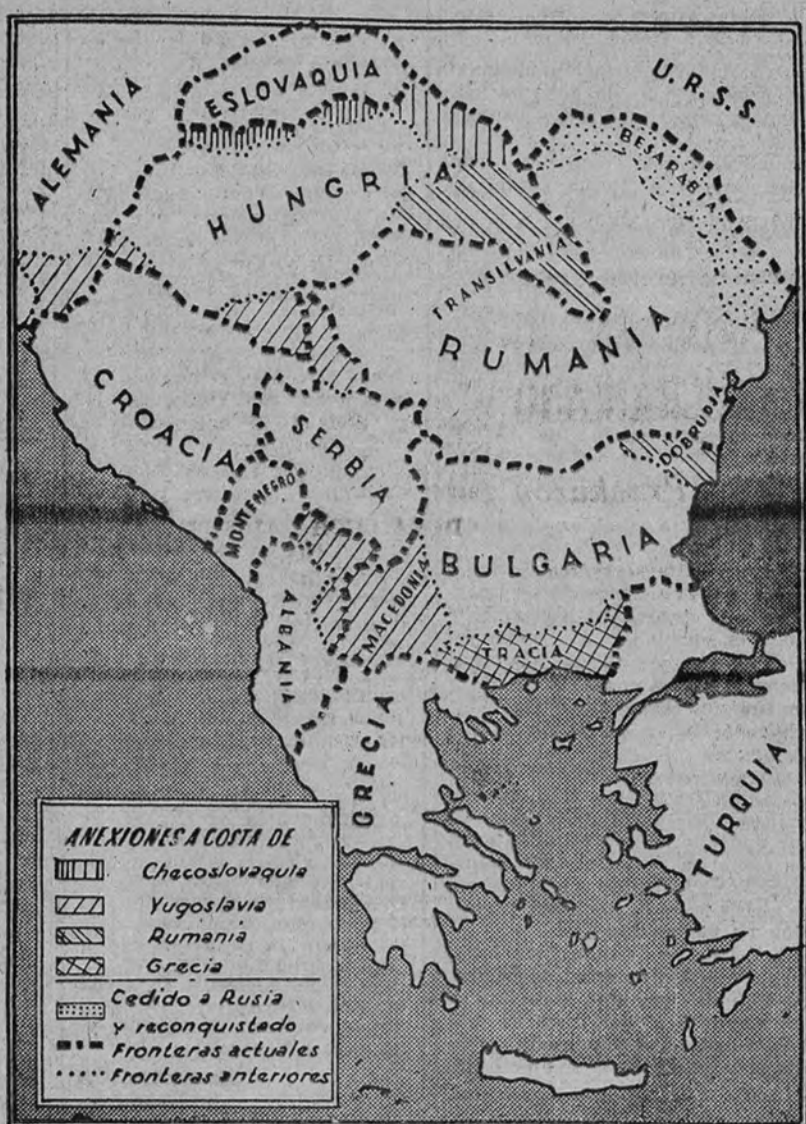 ALEMANIA
ESLOVAQUIA
U.R.S.S.
BESARABIA
HUNGRIA
TRANSILVANIA
RUMANIA
CROACIA
SERBIA
DOBRUDJA
MONTENEGRO
BULGARIA
MACEDONIA
ALBANIA
TRACIA
GRECIA
TURQUIA
ANEXIONES A COSTA DE
Checoslovaquia
Yugoslavia
Rumania
Grecia
Cedido a Rusia
y reconquistado
Fronteras actuales
Fronteras anteriores